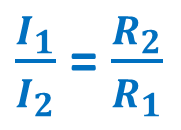 I₁/I₂ = R₂/R₁